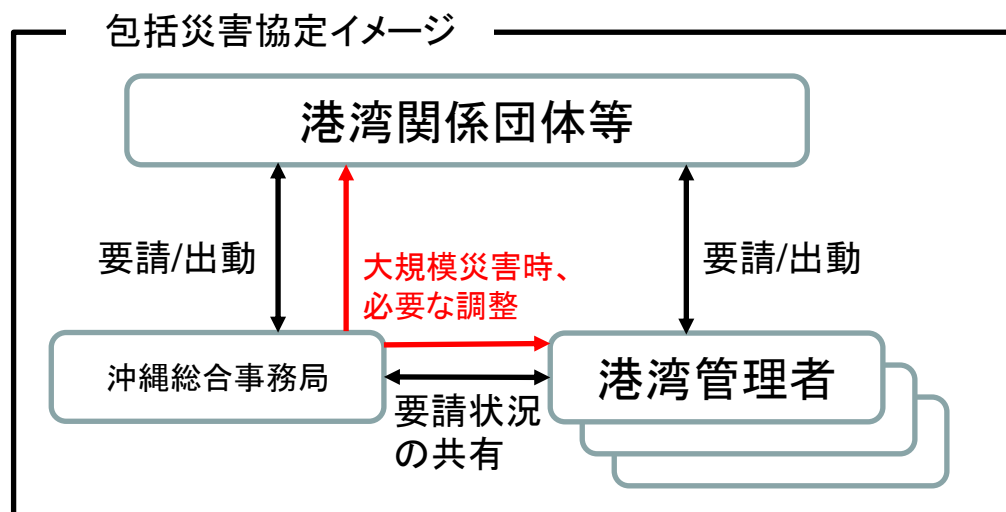 包括災害協定イメージ
港湾関係団体等
要請/出動
大規模災害時、
必要な調整
要請/出動
沖縄総合事務局
港湾管理者
要請状況
の共有